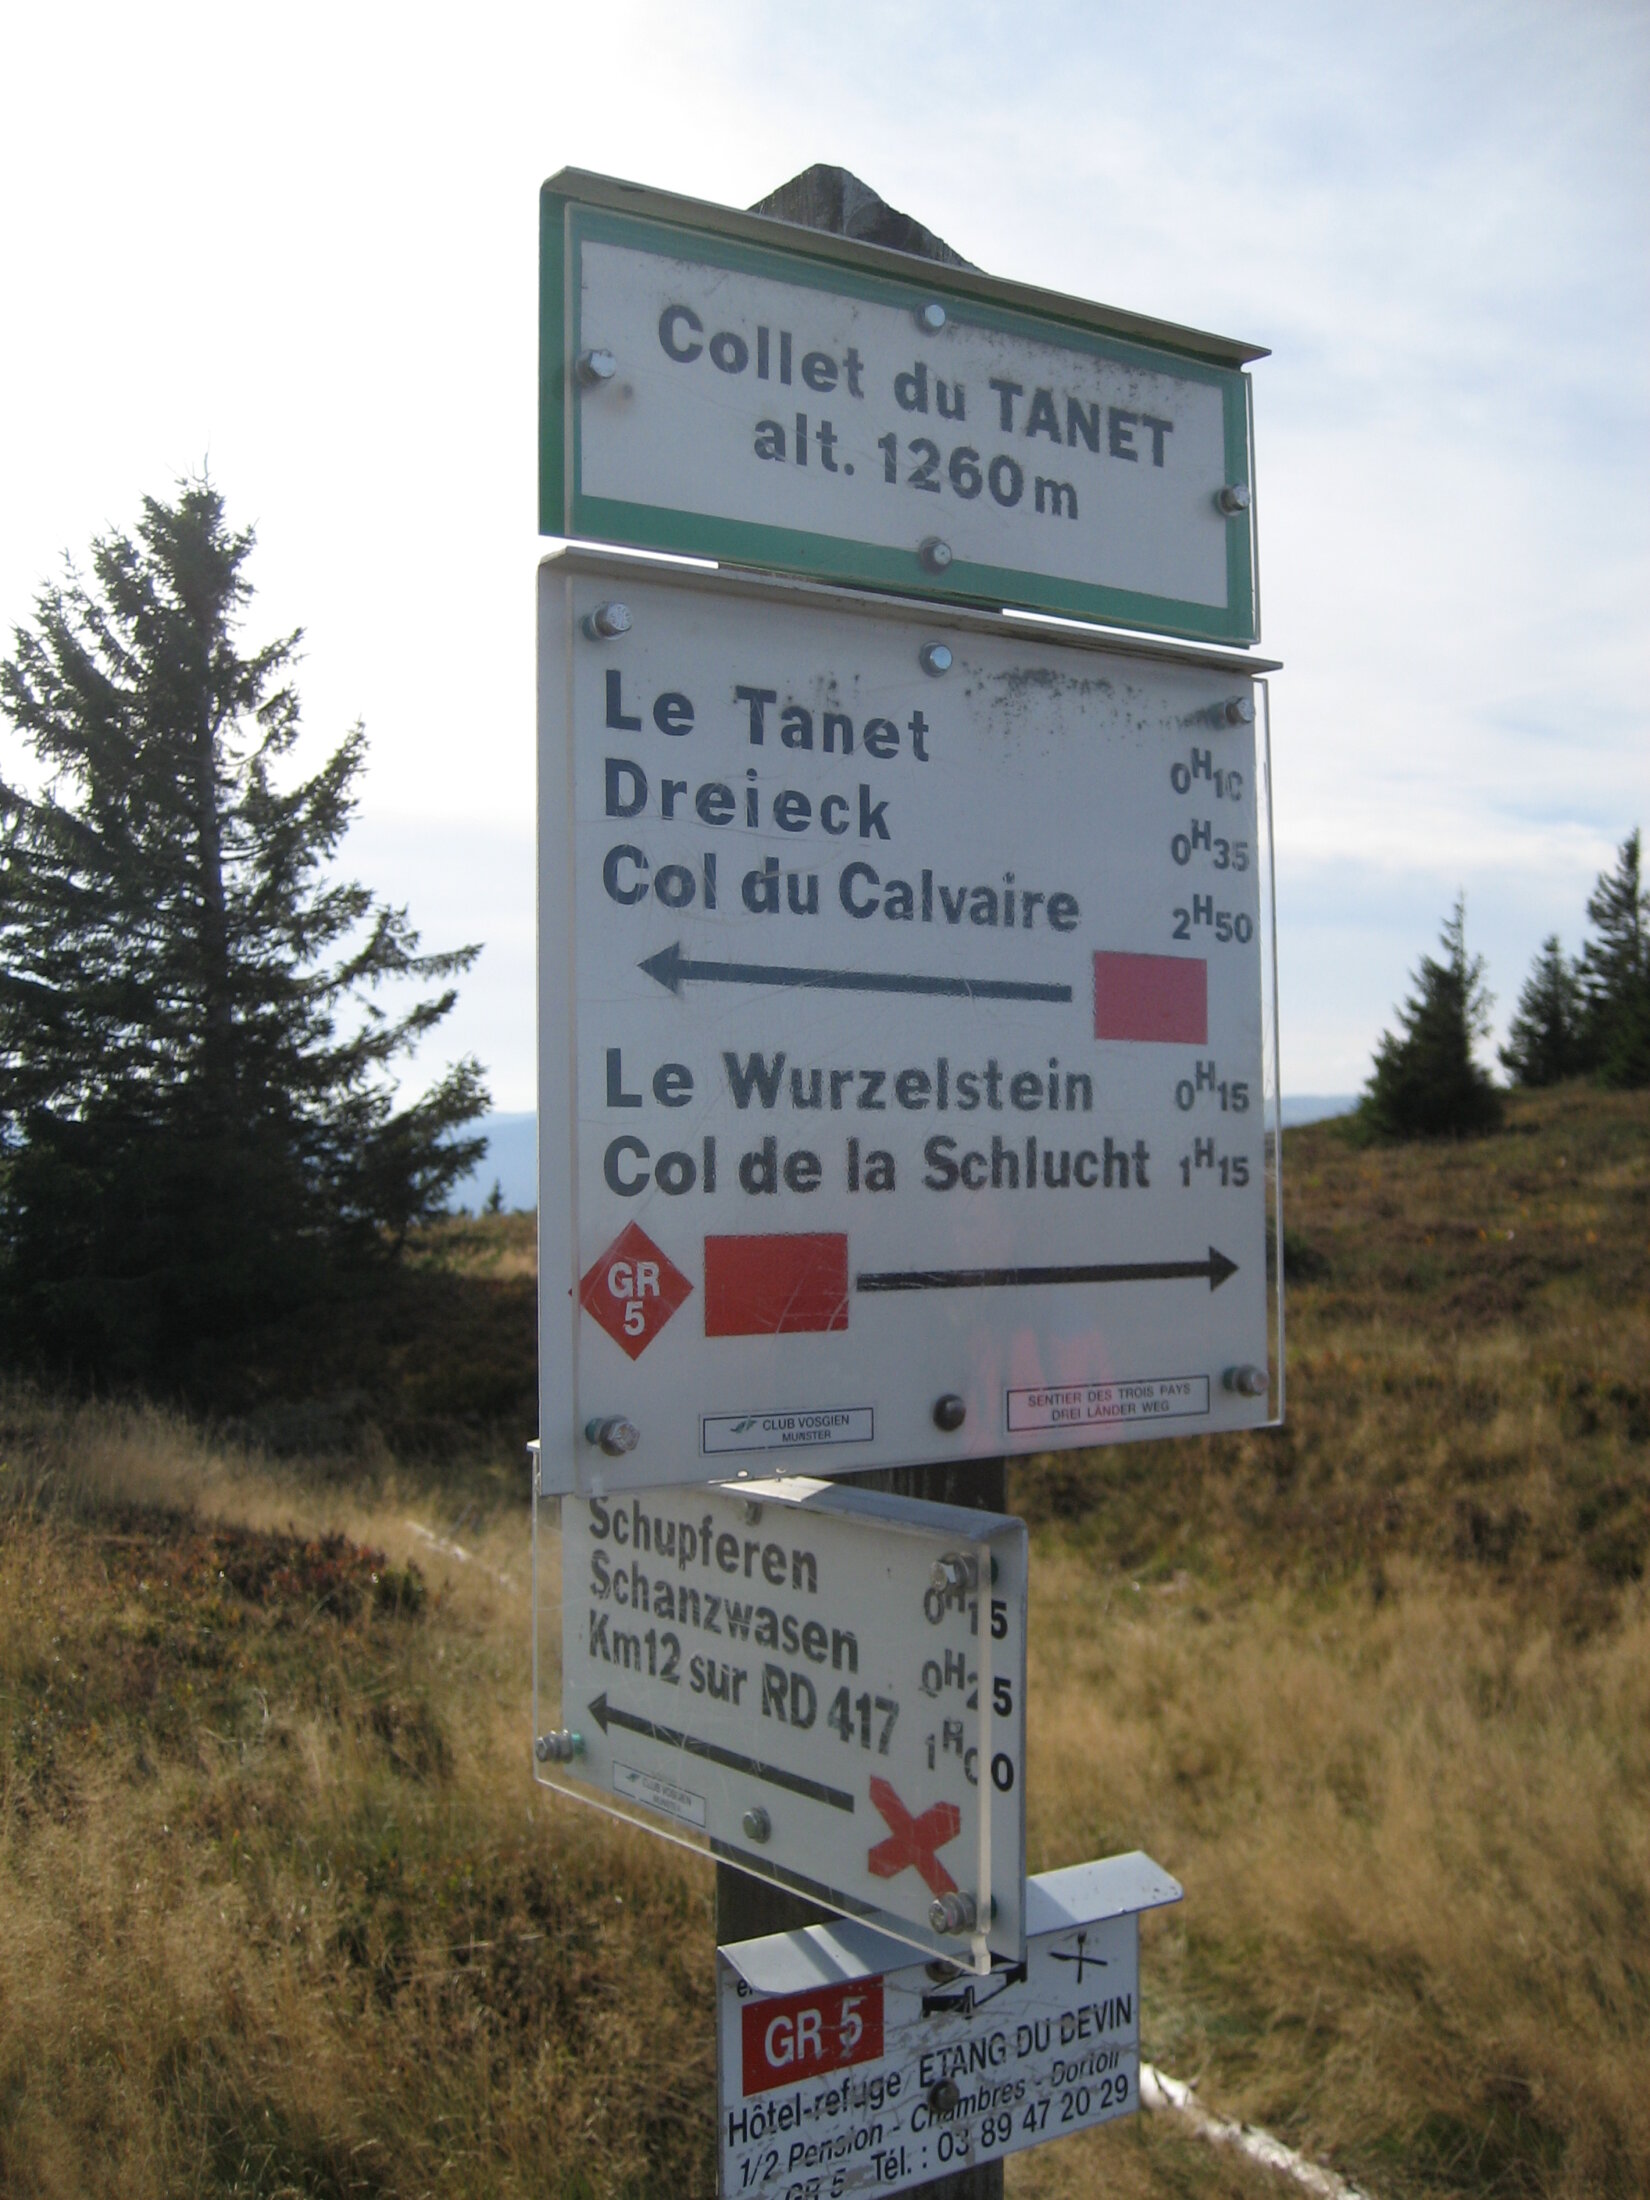 Collet du TANET
alt. 1260m
Le Tanet 0H10
Dreieck 0H35
Col du Calvaire 2H50
Le Wurzelstein 0H15
Col de la Schlucht 1H15
GR
5
CLUB VOSGIEN
MUNSTER
SENTIER DES TROIS PAYS
DREI LÄNDER WEG
Schupferen 0H15
Schanzwasen 0H25
Km12 sur RD 417 1H00
CLUB VOSGIEN
MUNSTER
GR 5
Hôtel-refuge ETANG DU DEVIN
1/2 Pension - Chambres - Dortoir
GR 5 Tél. : 03 89 47 20 29